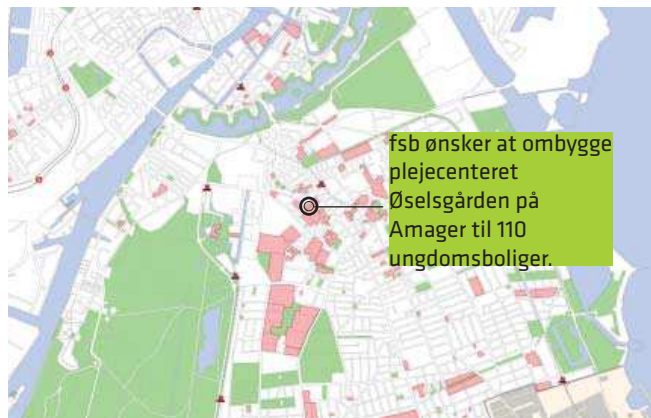 fsb ønsker at ombygge
plejecenteret
Øselsgården på
Amager til 110
ungdomsboliger.